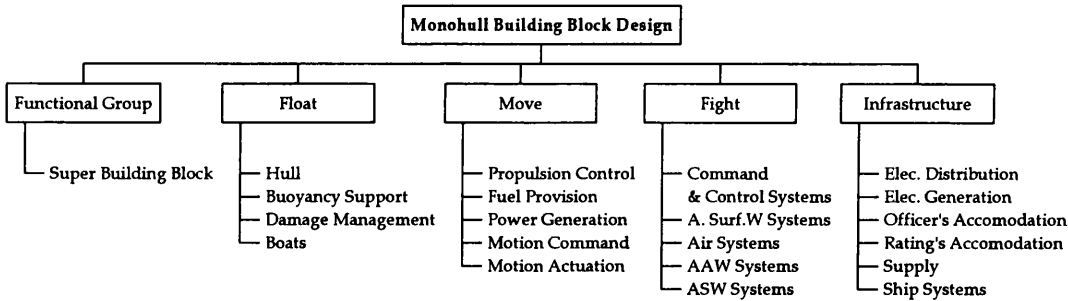 Monohull Building Block Design
Functional Group
Super Building Block
Float
Hull
Buoyancy Support
Damage Management
Boats
Move
Propulsion Control
Fuel Provision
Power Generation
Motion Command
Motion Actuation
Fight
Command
& Control Systems
A. Surf.W Systems
Air Systems
AAW Systems
ASW Systems
Infrastructure
Elec. Distribution
Elec. Generation
Officer's Accomodation
Rating's Accomodation
Supply
Ship Systems